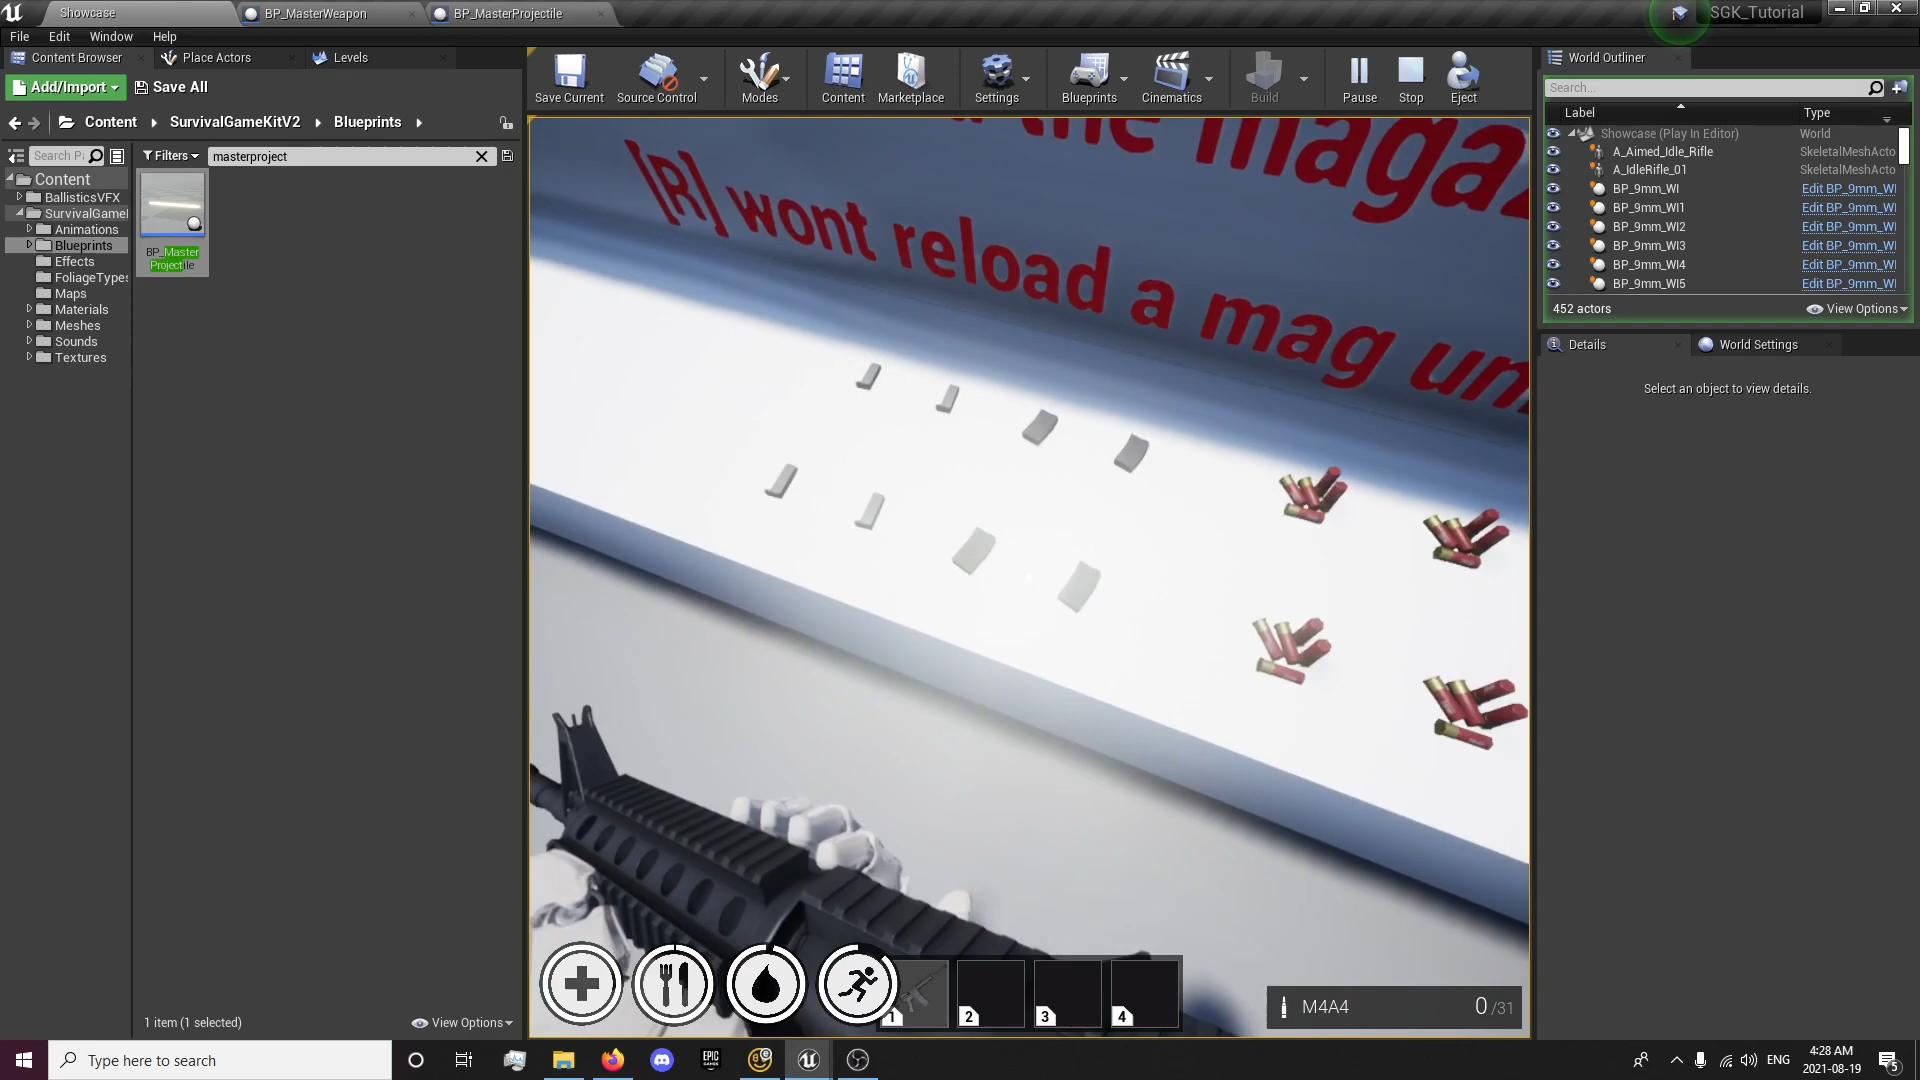 Showcase
BP_MasterWeapon
BP_MasterProjectile
SGK_Tutorial
File Edit Window Help
Content Browser
Place Actors
Levels
Add/Import
Save All
Content
SurvivalGameKitV2
Blueprints
Search P
Filters
masterproject
Content
BallisticsVFX
SurvivalGameI
Animations
Blueprints
Effects
FoliageTypes
Maps
Materials
Meshes
Sounds
Textures
BP_Master
Projectile
1 item (1 selected)
View Options
Save Current
Source Control
Modes
Content
Marketplace
Settings
Blueprints
Cinematics
Build
Pause
Stop
Eject
the magaz
[R] wont reload a mag un
1
2
3
4
M4A4
0/31
World Outliner
Search...
Label Type
Showcase (Play In Editor) World
A_Aimed_Idle_Rifle SkeletalMeshActo
A_IdleRifle_01 SkeletalMeshActo
BP_9mm_WI Edit BP_9mm_WI
BP_9mm_WI1 Edit BP_9mm_WI
BP_9mm_WI2 Edit BP_9mm_WI
BP_9mm_WI3 Edit BP_9mm_WI
BP_9mm_WI4 Edit BP_9mm_WI
BP_9mm_WI5 Edit BP_9mm_WI
452 actors
View Options
Details
World Settings
Select an object to view details.
Type here to search
EPIC
ENG
4:28 AM
2021-08-19
5